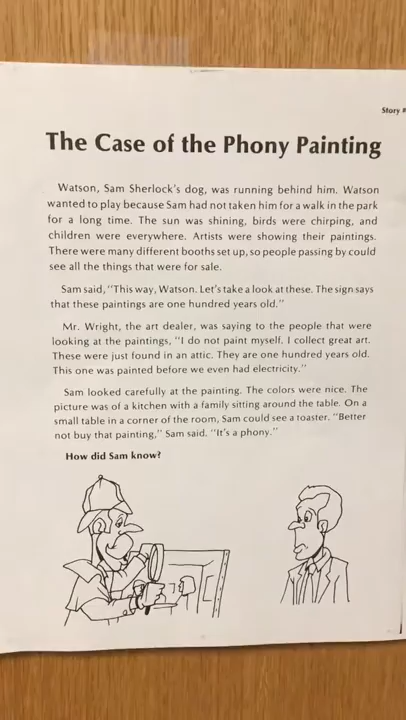 Story #
The Case of the Phony Painting
Watson, Sam Sherlock's dog, was running behind him. Watson
wanted to play because Sam had not taken him for a walk in the park
for a long time. The sun was shining, birds were chirping, and
children were everywhere. Artists were showing their paintings.
There were many different booths set up, so people passing by could
see all the things that were for sale.
Sam said, "This way, Watson. Let's take a look at these. The sign says
that these paintings are one hundred years old."
Mr. Wright, the art dealer, was saying to the people that were
looking at the paintings, "I do not paint myself. I collect great art.
These were just found in an attic. They are one hundred years old.
This one was painted before we even had electricity."
Sam looked carefully at the painting. The colors were nice. The
picture was of a kitchen with a family sitting around the table. On a
small table in a corner of the room, Sam could see a toaster. "Better
not buy that painting," Sam said. "It's a phony."
How did Sam know?